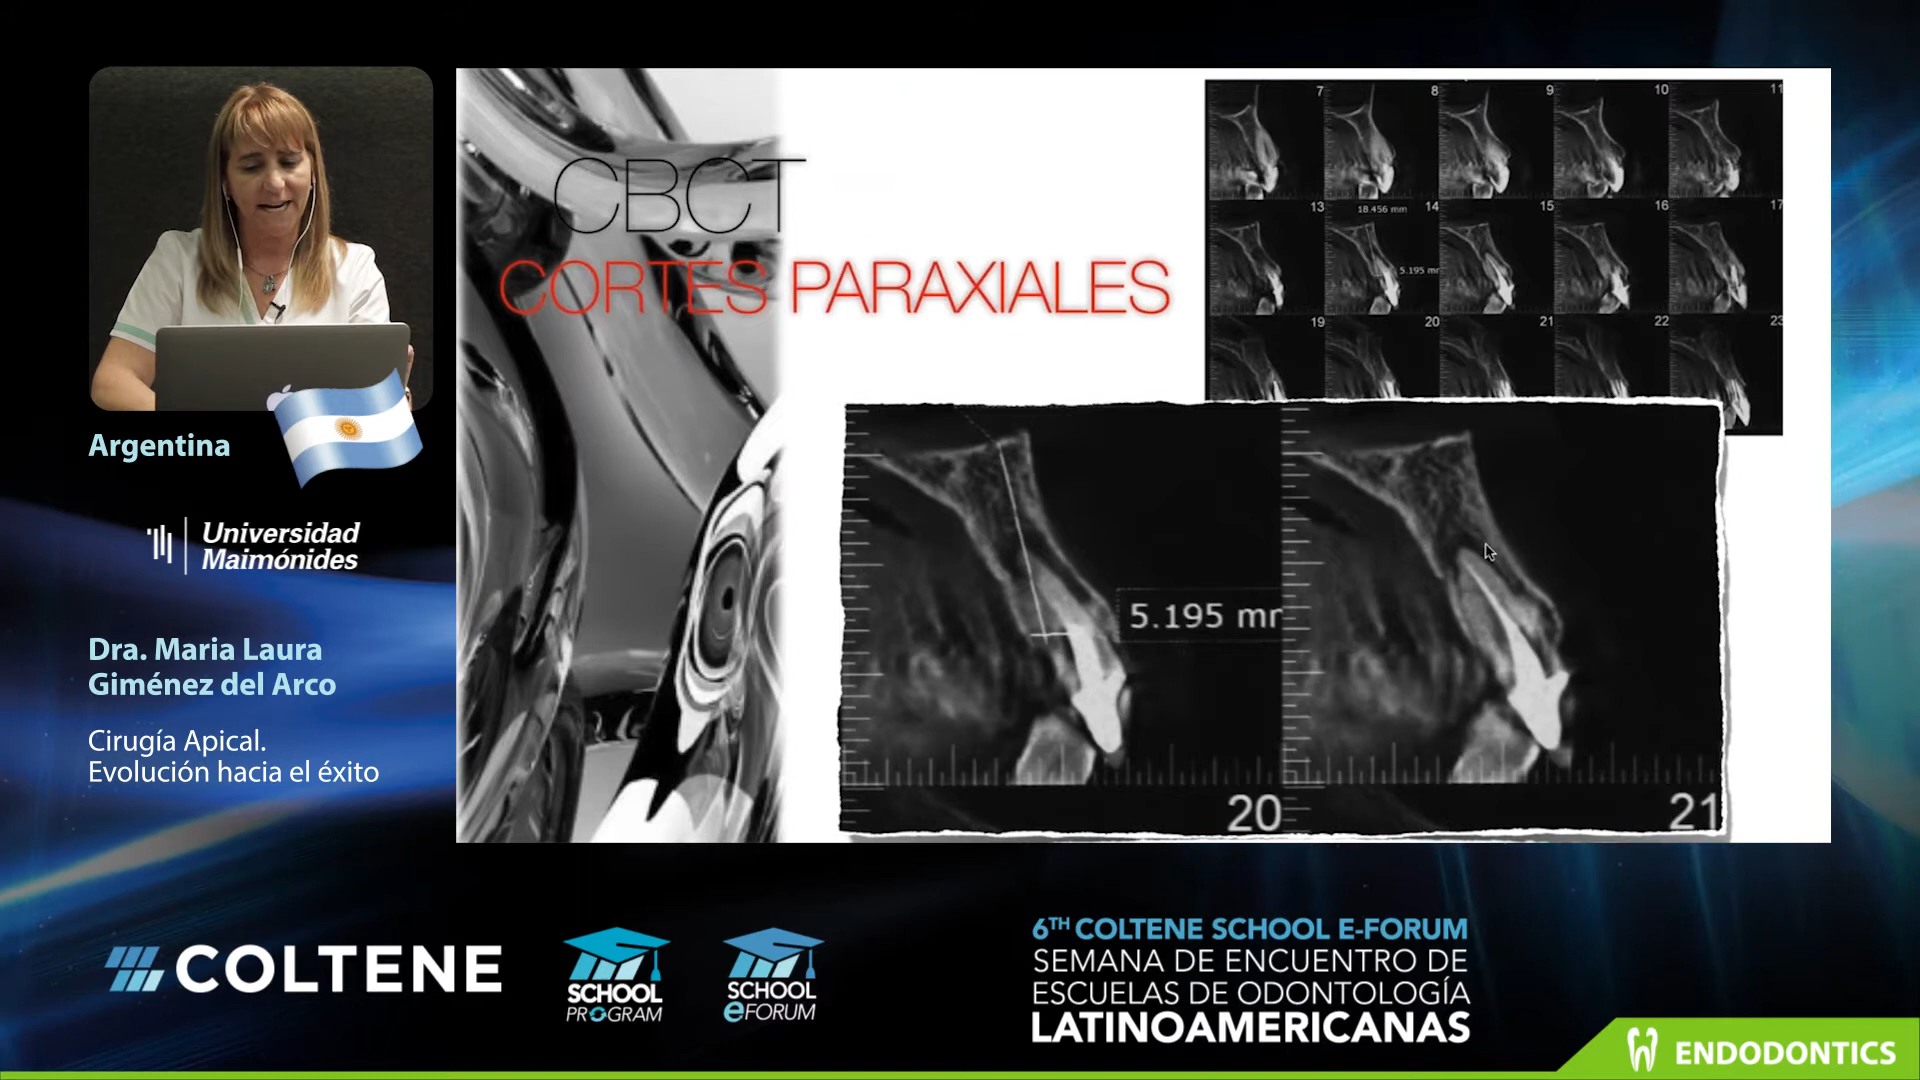 Argentina
Universidad
Maimónides
Dra. Maria Laura
Giménez del Arco
Cirugía Apical.
Evolución hacia el éxito
CBCT
CORTES PARAXIALES
7 8 9 10 11
13 18.456 mm 14 15 16 17
5.195 mm
19 20 21 22 23
5.195 mm
20 21
COLTENE
SCHOOL
PROGRAM
SCHOOL
eFORUM
6TH COLTENE SCHOOL E-FORUM
SEMANA DE ENCUENTRO DE
ESCUELAS DE ODONTOLOGÍA
LATINOAMERICANAS
ENDODONTICS